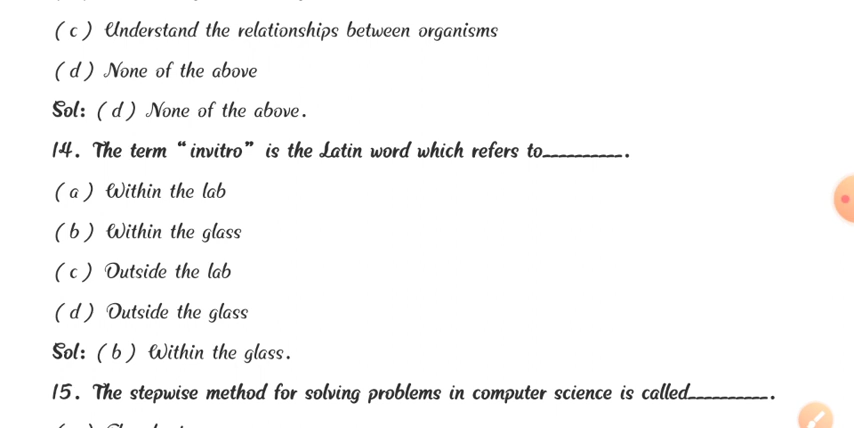 ( c ) Understand the relationships between organisms
( d ) None of the above
Sol: ( d ) None of the above.
14. The term “invitro” is the Latin word which refers to__________.
( a ) Within the lab
( b ) Within the glass
( c ) Outside the lab
( d ) Outside the glass
Sol: ( b ) Within the glass.
15. The stepwise method for solving problems in computer science is called__________.